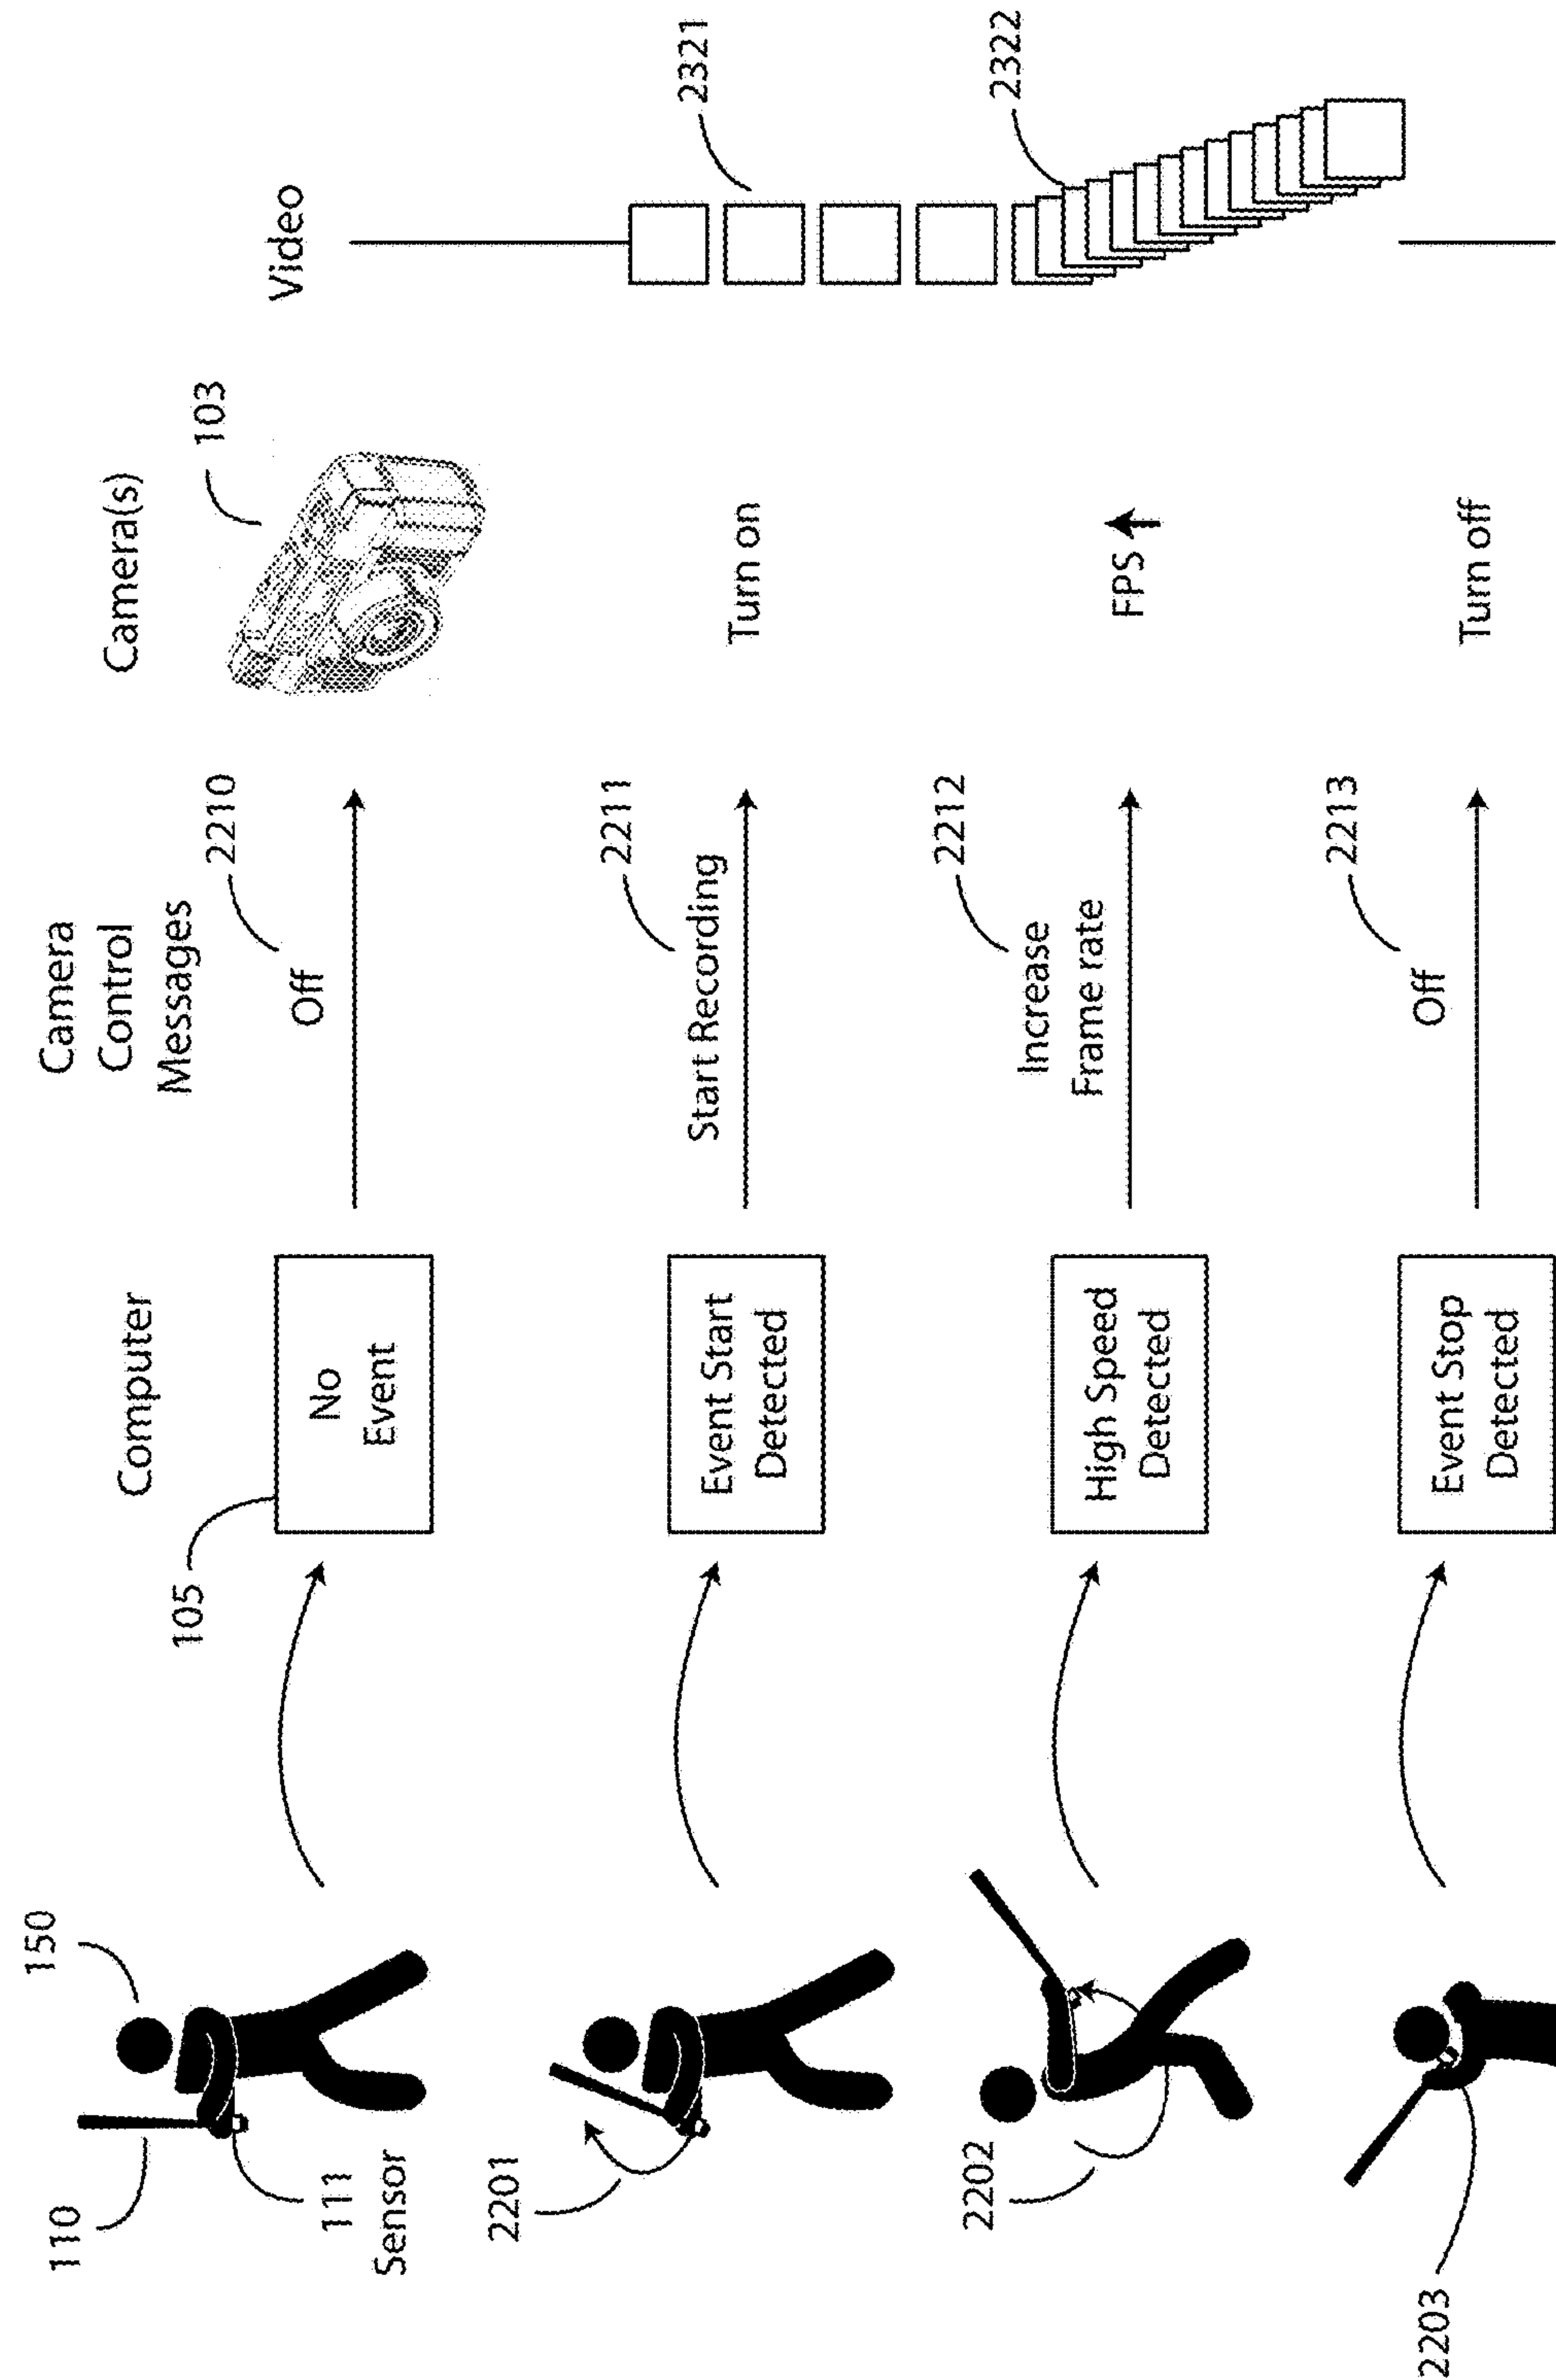 150
110
111
Sensor
105
Computer
No
Event
Camera
Control
Messages
2210
Off
Camera(s)
103
Video
2201
Event Start
Detected
2211
Start Recording
Turn on
2321
2202
High Speed
Detected
2212
Increase
Frame rate
FPS
2322
2203
Event Stop
Detected
2213
Off
Turn off